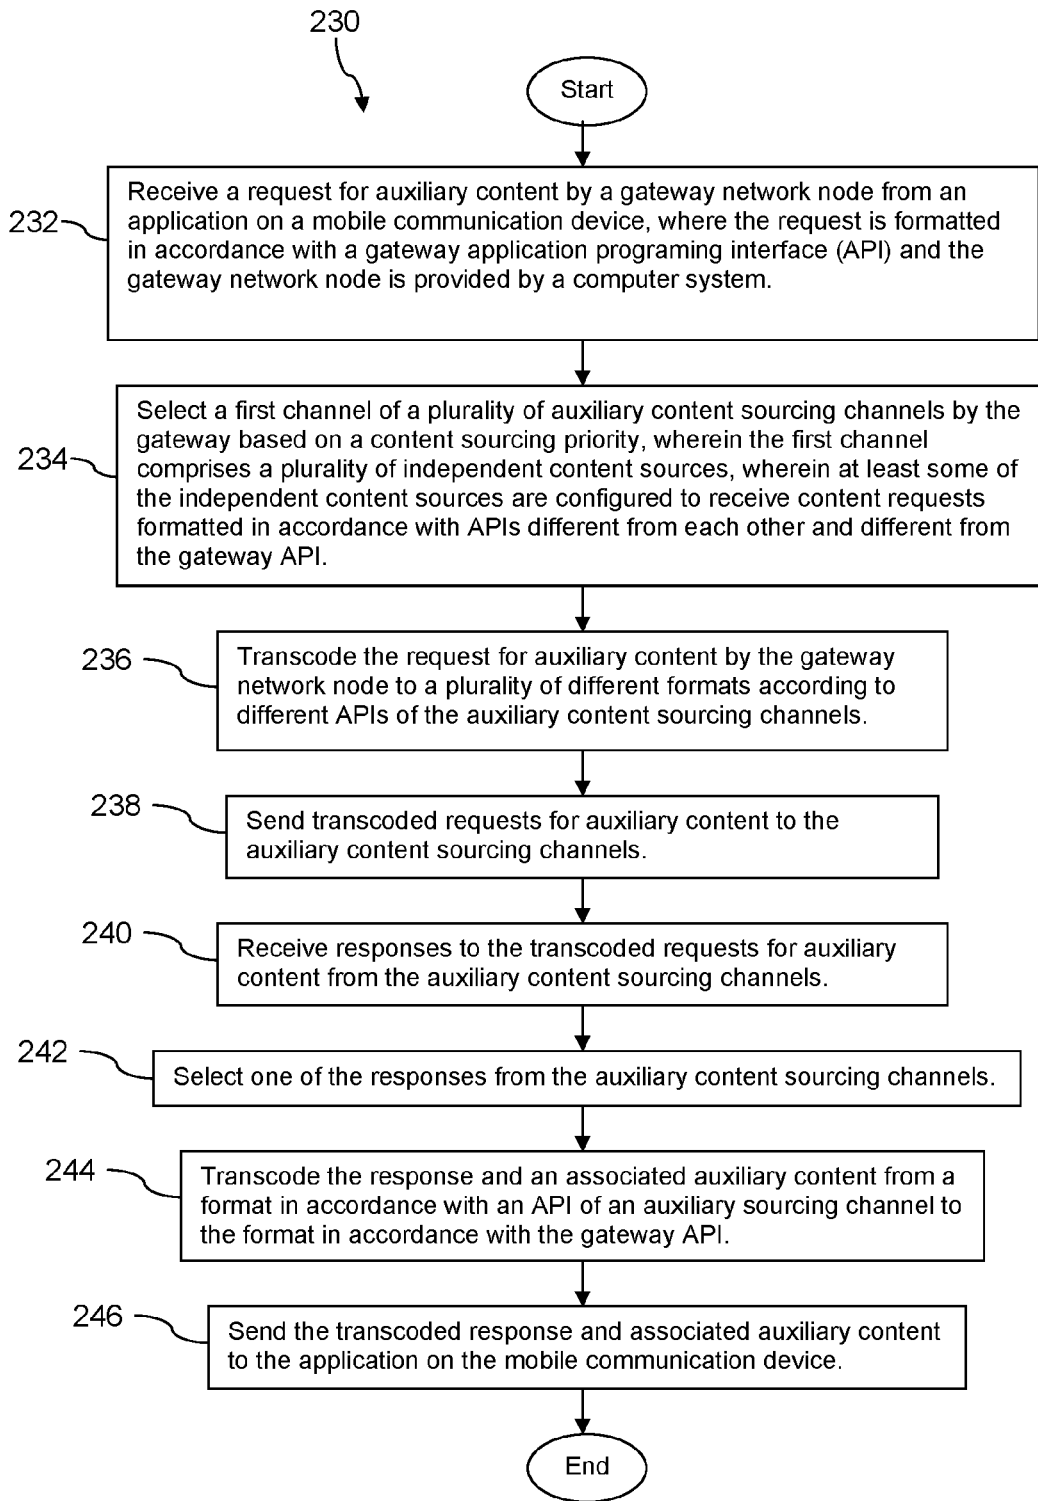 230
Start
232
Receive a request for auxiliary content by a gateway network node from an
application on a mobile communication device, where the request is formatted
in accordance with a gateway application programing interface (API) and the
gateway network node is provided by a computer system.
234
Select a first channel of a plurality of auxiliary content sourcing channels by the
gateway based on a content sourcing priority, wherein the first channel
comprises a plurality of independent content sources, wherein at least some of
the independent content sources are configured to receive content requests
formatted in accordance with APIs different from each other and different from
the gateway API.
236
Transcode the request for auxiliary content by the gateway
network node to a plurality of different formats according to
different APIs of the auxiliary content sourcing channels.
238
Send transcoded requests for auxiliary content to the
auxiliary content sourcing channels.
240
Receive responses to the transcoded requests for auxiliary
content from the auxiliary content sourcing channels.
242
Select one of the responses from the auxiliary content sourcing channels.
244
Transcode the response and an associated auxiliary content from a
format in accordance with an API of an auxiliary sourcing channel to
the format in accordance with the gateway API.
246
Send the transcoded response and associated auxiliary content
to the application on the mobile communication device.
End